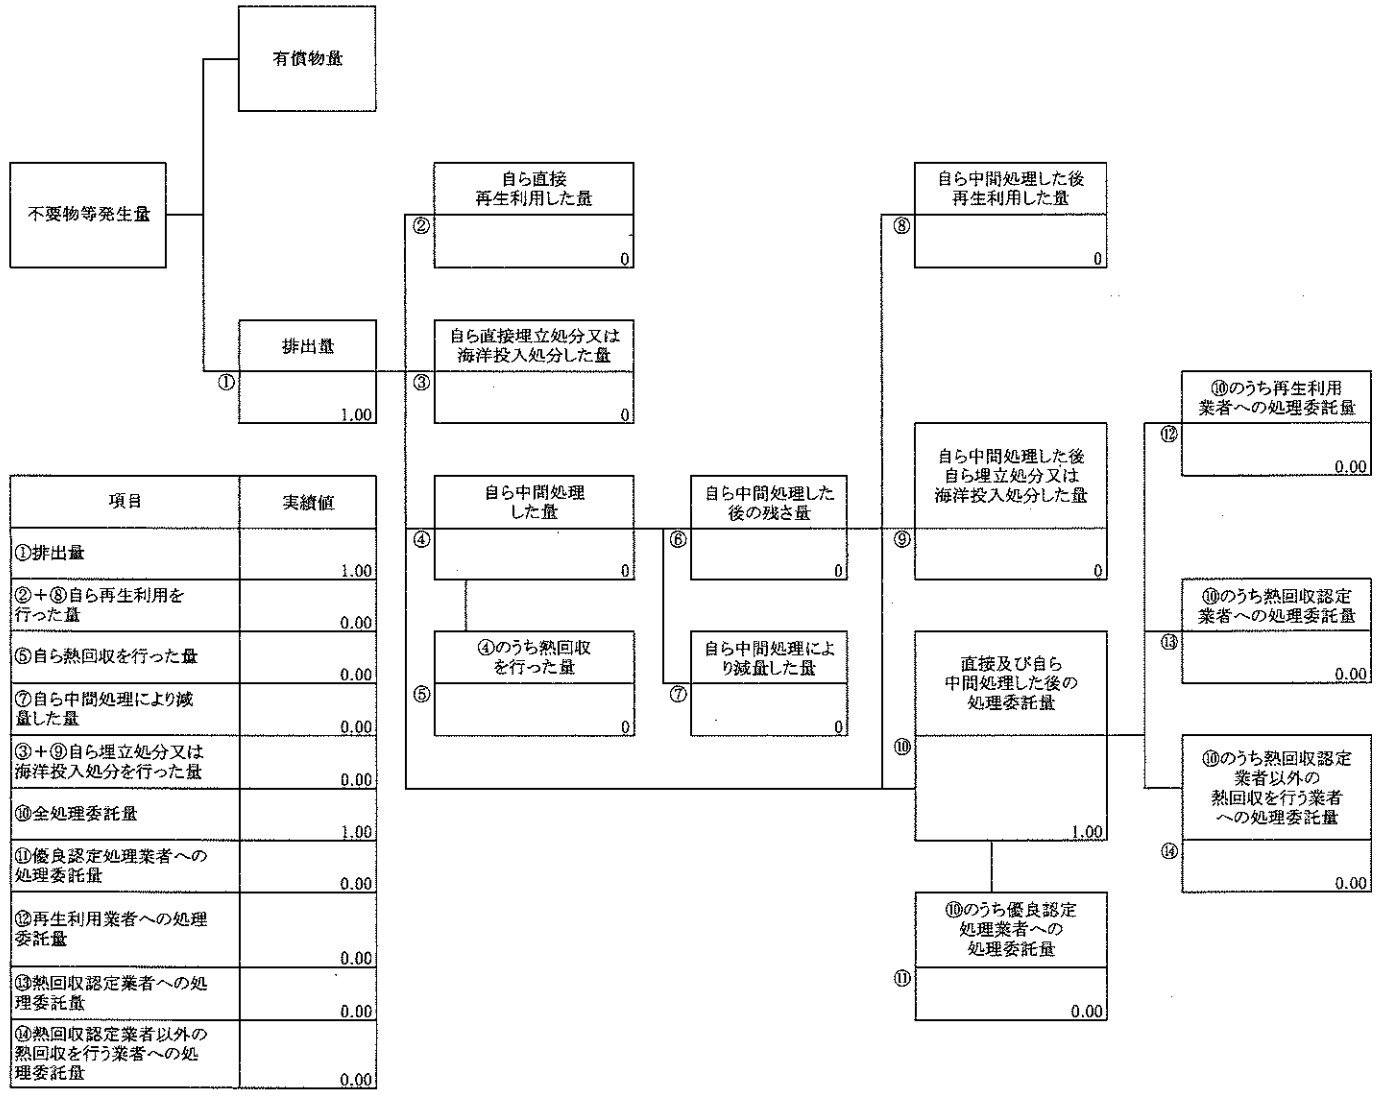 有償物量
不要物等発生量
排出量
①
1.00
自ら直接
再生利用した量
②
0
自ら直接埋立処分又は
海洋投入処分した量
③
0
自ら中間処理
した量
④
0
④のうち熱回収
を行った量
⑤
0
自ら中間処理した
後の残さ量
⑥
0
自ら中間処理によ
り減量した量
⑦
0
自ら中間処理した後
再生利用した量
⑧
0
自ら中間処理した後
自ら埋立処分又は
海洋投入処分した量
⑨
0
直接及び自ら
中間処理した後の
処理委託量
⑩
1.00
⑩のうち優良認定
処理業者への
処理委託量
⑪
0.00
⑩のうち再生利用
業者への処理委託量
⑫
0.00
⑩のうち熱回収認定
業者への処理委託量
⑬
0.00
⑩のうち熱回収認定
業者以外の
熱回収を行う業者
への処理委託量
⑭
0.00
項目 実績値
①排出量
1.00
②+⑧自ら再生利用を
行った量
0.00
⑤自ら熱回収を行った量
0.00
⑦自ら中間処理により減
量した量
0.00
③+⑨自ら埋立処分又は
海洋投入処分を行った量
0.00
⑩全処理委託量
1.00
⑪優良認定処理業者への
処理委託量
0.00
⑫再生利用業者への処理
委託量
0.00
⑬熱回収認定業者への処
理委託量
0.00
⑭熱回収認定業者以外の
熱回収を行う業者への処
理委託量
0.00